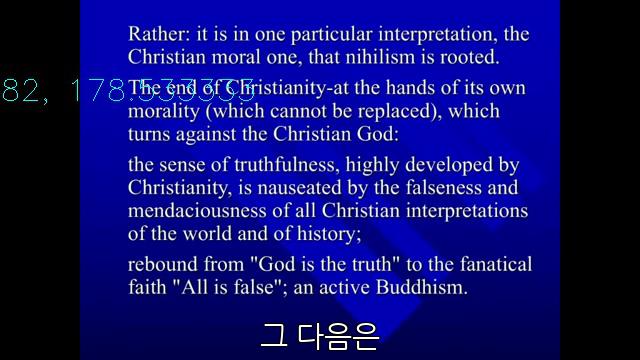 Rather: it is in one particular interpretation, the
Christian moral one, that nihilism is rooted.
82, 178.533333
The end of Christianity-at the hands of its own
morality (which cannot be replaced), which
turns against the Christian God:
the sense of truthfulness, highly developed by
Christianity, is nauseated by the falseness and
mendaciousness of all Christian interpretations
of the world and of history;
rebound from "God is the truth" to the fanatical
faith "All is false"; an active Buddhism.
그 다음은